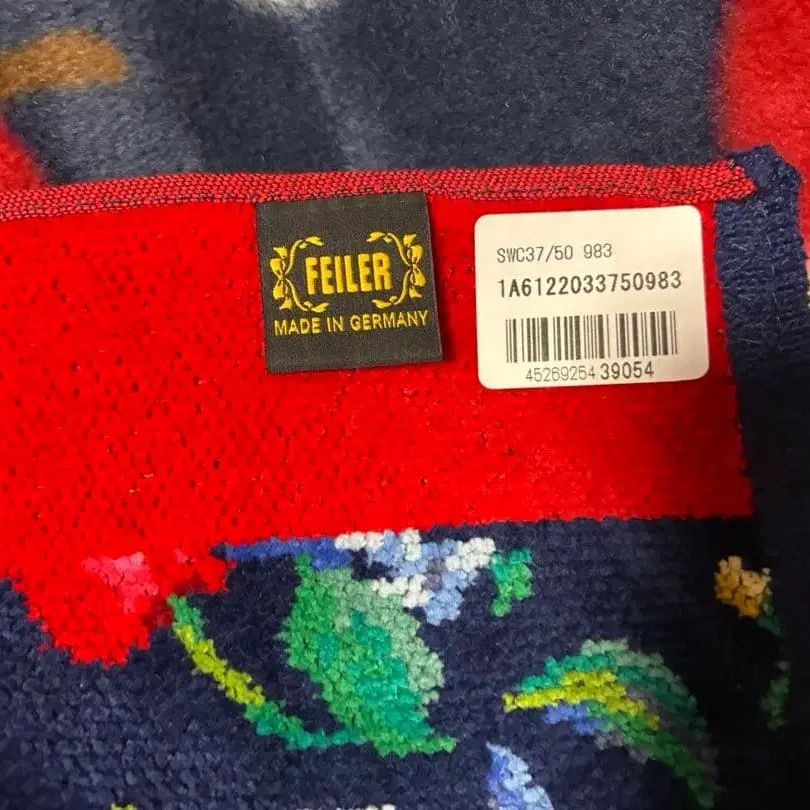 FEILER
MADE IN GERMANY
SWC37/50 983
1A6122033750983
4526925439054